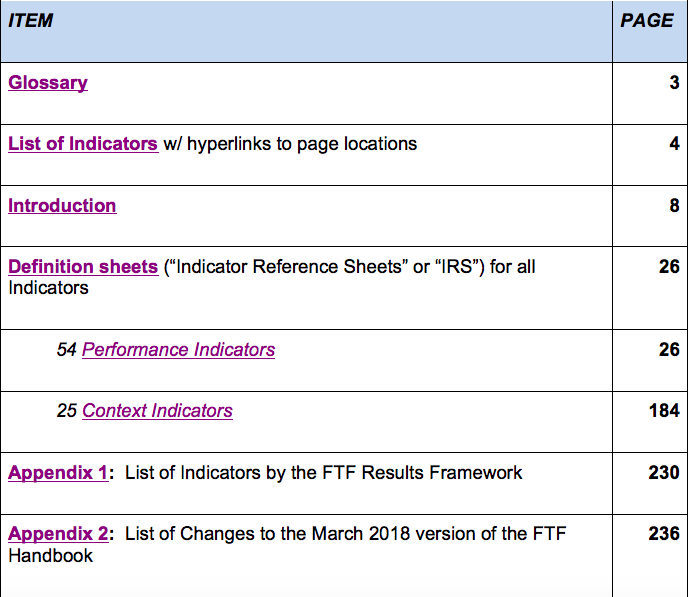 ITEM PAGE
Glossary 3
List of Indicators w/ hyperlinks to page locations 4
Introduction 8
Definition sheets (“Indicator Reference Sheets” or “IRS”) for all 26
Indicators
54 Performance Indicators 26
25 Context Indicators 184
Appendix 1:  List of Indicators by the FTF Results Framework 230
Appendix 2:  List of Changes to the March 2018 version of the FTF 236
Handbook